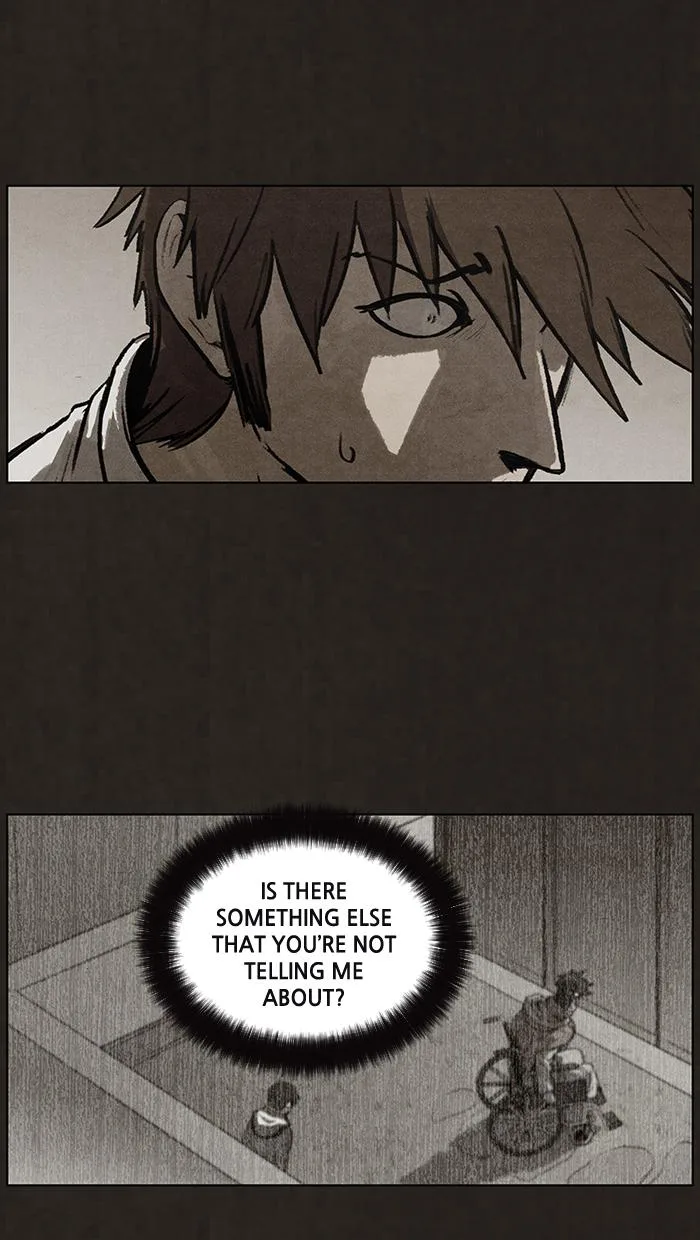 IS THERE
SOMETHING ELSE
THAT YOU'RE NOT
TELLING ME
ABOUT?